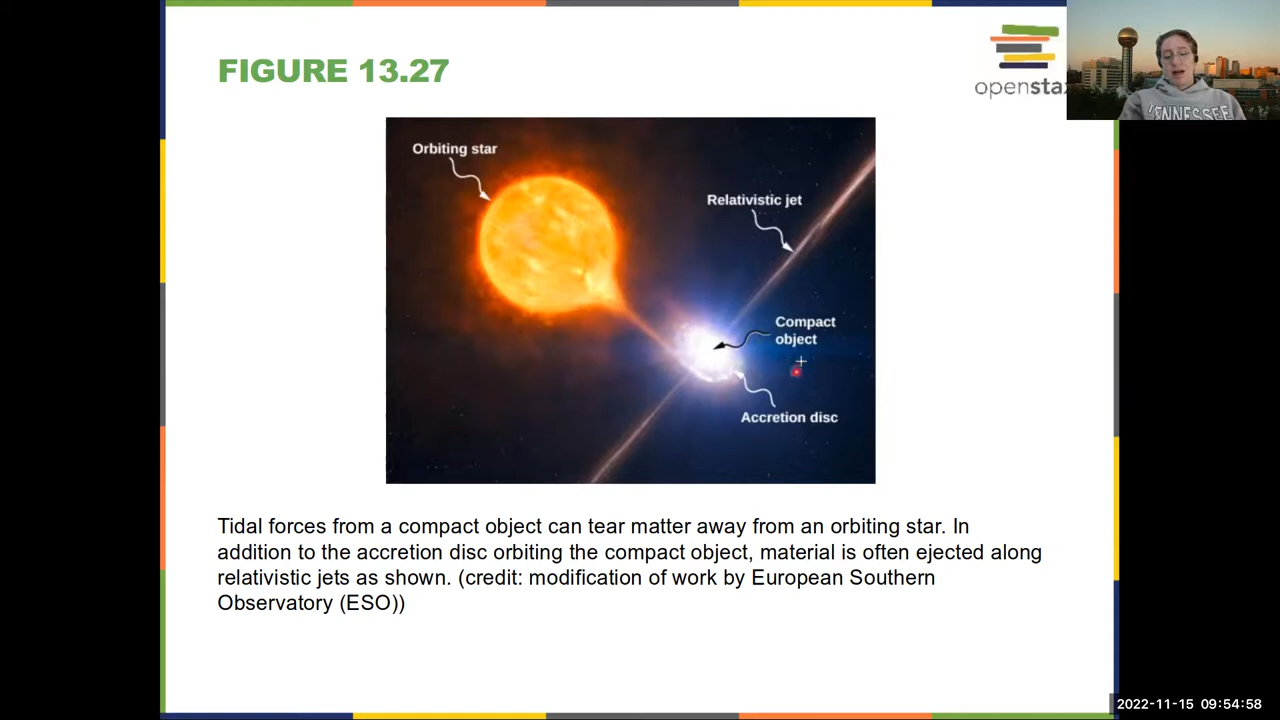 FIGURE 13.27
openstax
TENNESSEE
Orbiting star
Relativistic jet
Compact
object
Accretion disc
Tidal forces from a compact object can tear matter away from an orbiting star. In
addition to the accretion disc orbiting the compact object, material is often ejected along
relativistic jets as shown. (credit: modification of work by European Southern
Observatory (ESO))
2022-11-15 09:54:58